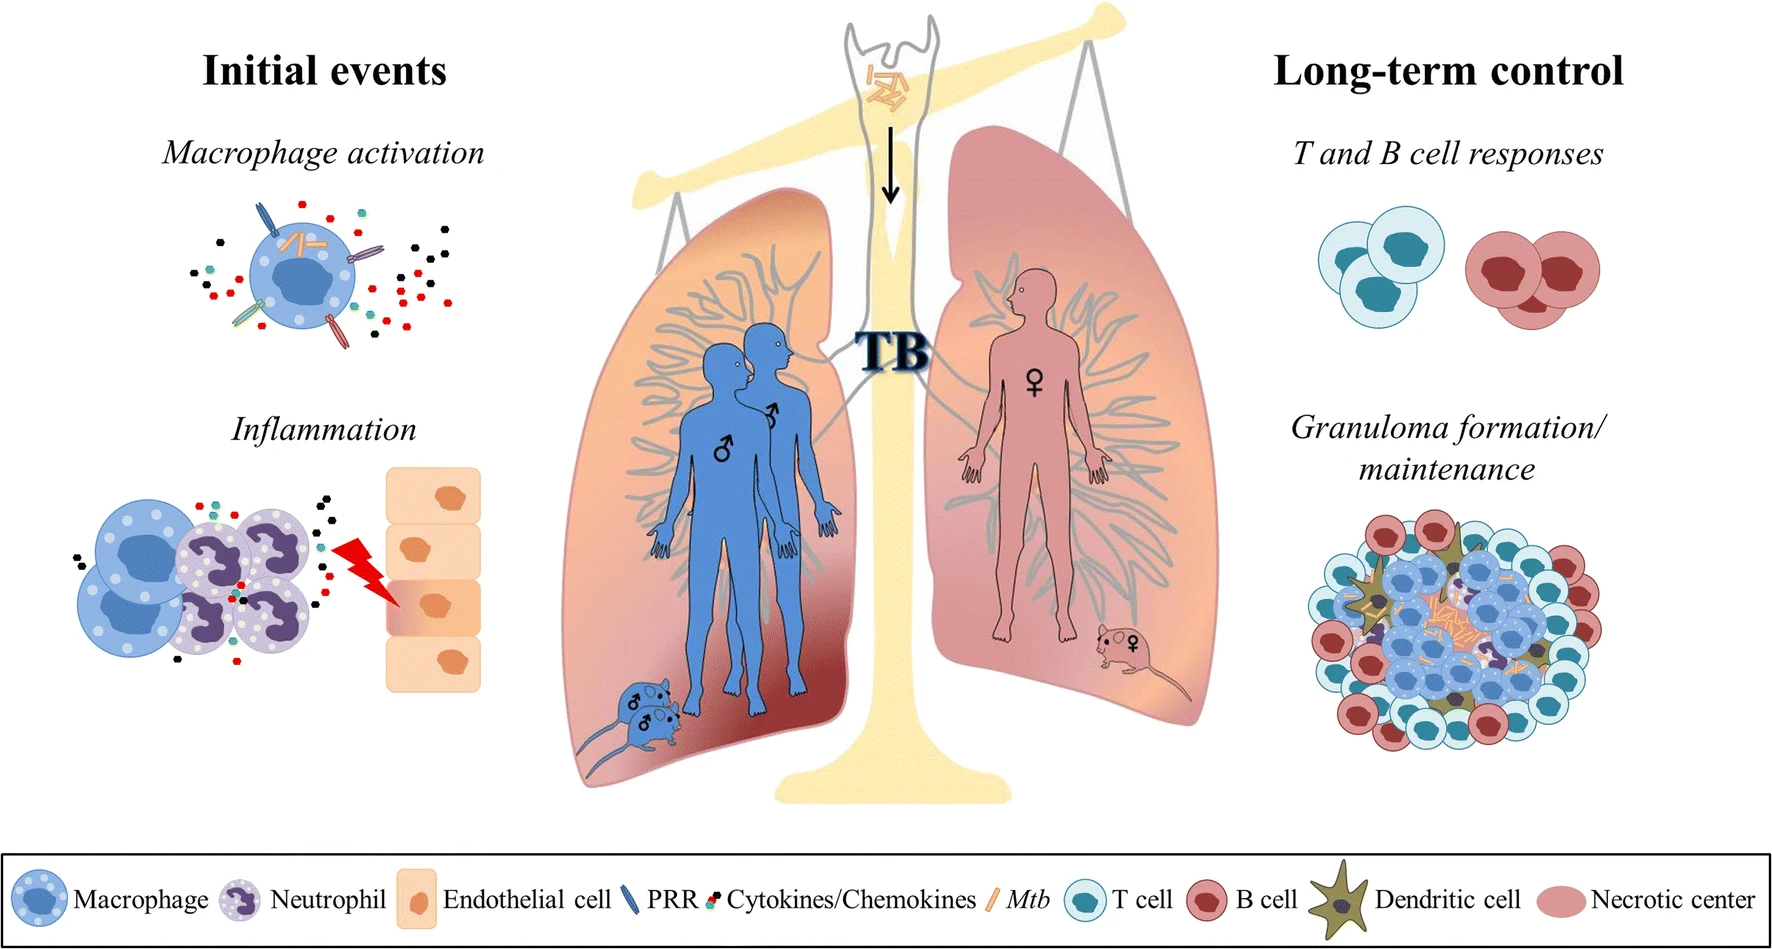 Initial events
Macrophage activation
Inflammation
TB
♂
♂
♀
♂
♂
♀
Long-term control
T and B cell responses
Granuloma formation/
maintenance
Macrophage Neutrophil Endothelial cell PRR Cytokines/Chemokines Mtb T cell B cell Dendritic cell Necrotic center